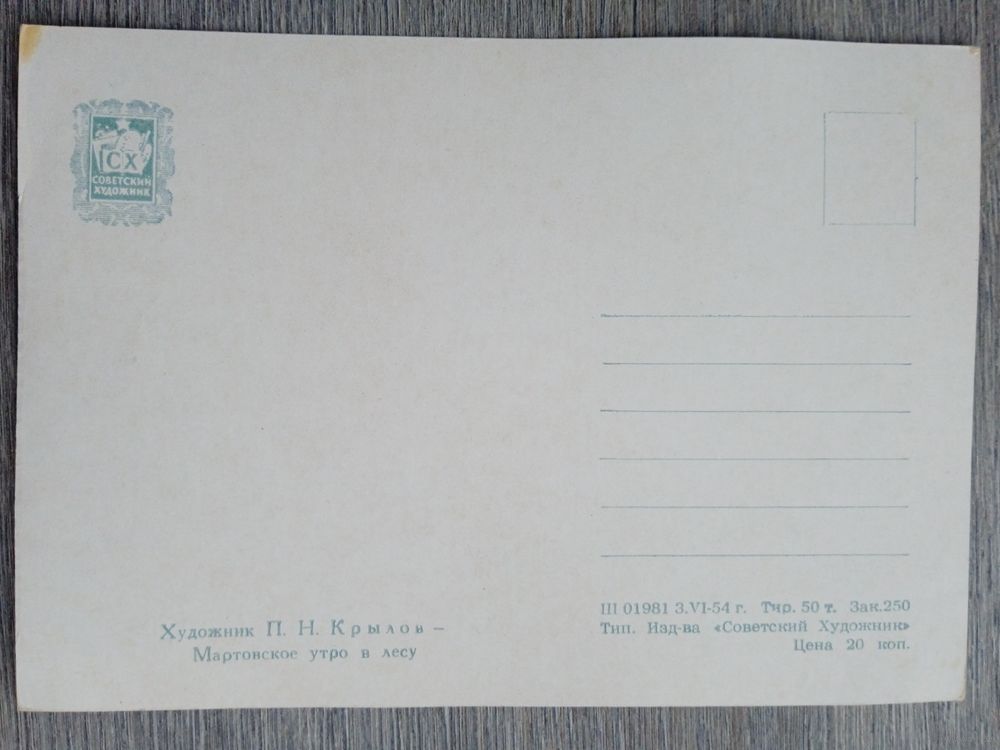 СХ
СОВЕТСКИЙ
ХУДОЖНИК
Художник П. Н. Крылов –
Мартовское утро в лесу
Ш 01981 3.VI-54 г. Тир. 50 т. Зак.250
Тип. Изд-ва «Советский Художник»
Цена 20 коп.